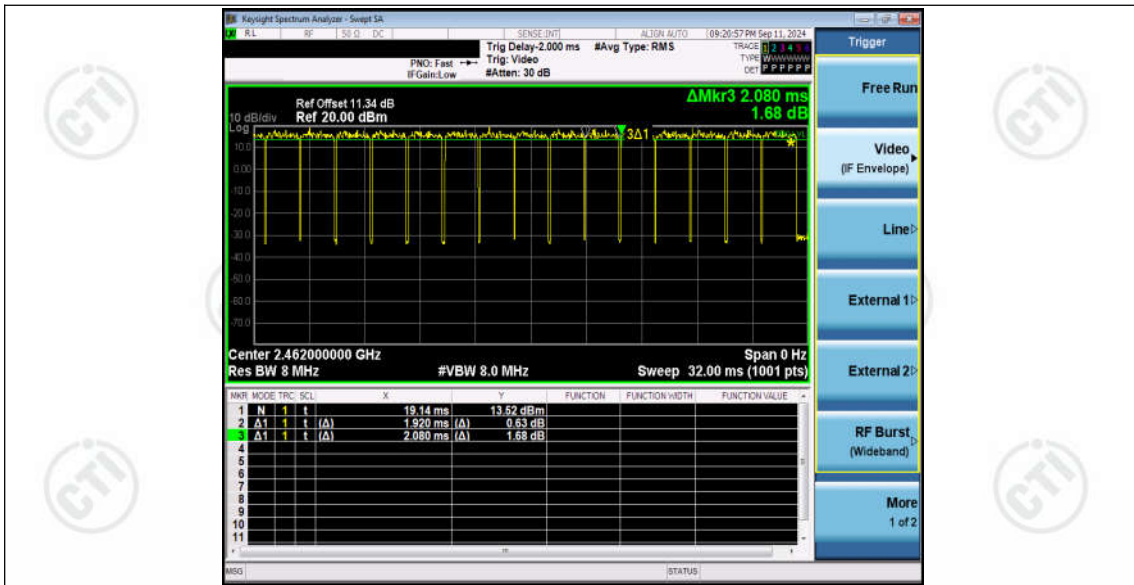 Keysight Spectrum Analyzer - Swept SA
RL RF 50 Ω DC SENSE:INT ALIGN AUTO 09:20:57 PM Sep 11, 2024
Trig Delay-2.000 ms #Avg Type: RMS TRACE 1 2 3 4 5 6
PNO: Fast Trig: Video TYPE WWWWWW
IFGain:Low #Atten: 30 dB DET P P P P P P
ΔMkr3 2.080 ms
1.68 dB
Ref Offset 11.34 dB
10 dB/div Ref 20.00 dBm
Log
3Δ1
10.0
0.00
-10.0
-20.0
-30.0
-40.0
-50.0
-60.0
-70.0
Center 2.462000000 GHz Span 0 Hz
Res BW 8 MHz #VBW 8.0 MHz Sweep 32.00 ms (1001 pts)
MKR MODE TRC SCL X Y FUNCTION FUNCTION WIDTH FUNCTION VALUE
1 N 1 t 19.14 ms 13.52 dBm
2 Δ1 1 t (Δ) 1.920 ms (Δ) 0.63 dB
3 Δ1 1 t (Δ) 2.080 ms (Δ) 1.68 dB
4
5
6
7
8
9
10
11
MSG STATUS
Trigger
Free Run
Video
(IF Envelope)
Line
External 1
External 2
RF Burst
(Wideband)
More
1 of 2
CTI
CTI
CTI
CTI